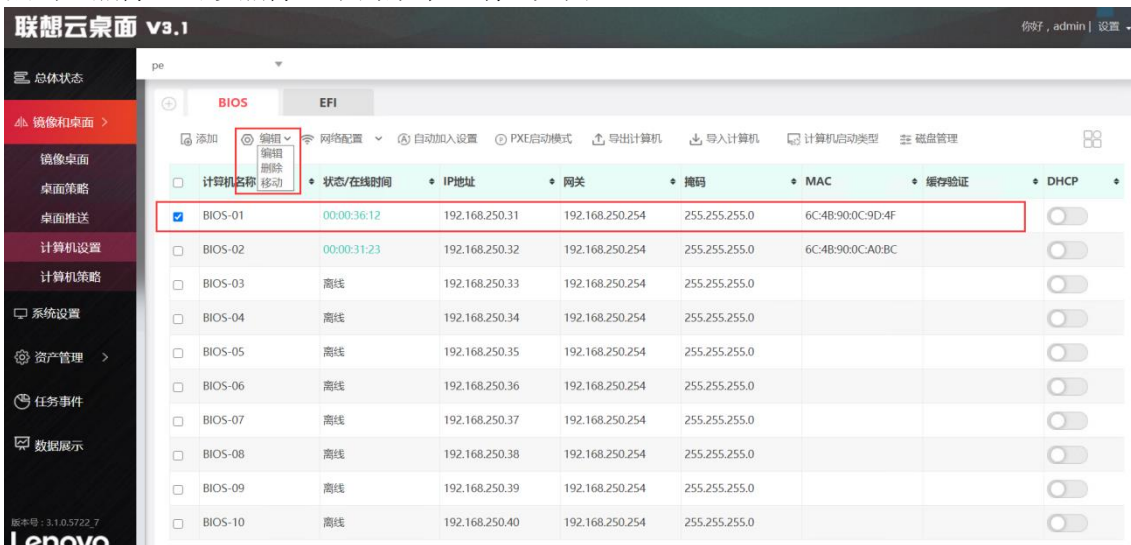 联想云桌面 V3.1
你好，admin | 设置
总体状态
镜像和桌面
镜像桌面
桌面策略
桌面推送
计算机设置
计算机策略
系统设置
资产管理
任务事件
数据展示
版本号：3.1.0.5722_7
Lenovo
pe
BIOS EFI
添加 编辑 网络配置 自动加入设置 PXE启动模式 导出计算机 导入计算机 计算机启动类型 磁盘管理
编辑
删除
移动
计算机名称 状态/在线时间 IP地址 网关 掩码 MAC 缓存验证 DHCP
BIOS-01 00:00:36:12 192.168.250.31 192.168.250.254 255.255.255.0 6C:4B:90:0C:9D:4F
BIOS-02 00:00:31:23 192.168.250.32 192.168.250.254 255.255.255.0 6C:4B:90:0C:A0:BC
BIOS-03 离线 192.168.250.33 192.168.250.254 255.255.255.0
BIOS-04 离线 192.168.250.34 192.168.250.254 255.255.255.0
BIOS-05 离线 192.168.250.35 192.168.250.254 255.255.255.0
BIOS-06 离线 192.168.250.36 192.168.250.254 255.255.255.0
BIOS-07 离线 192.168.250.37 192.168.250.254 255.255.255.0
BIOS-08 离线 192.168.250.38 192.168.250.254 255.255.255.0
BIOS-09 离线 192.168.250.39 192.168.250.254 255.255.255.0
BIOS-10 离线 192.168.250.40 192.168.250.254 255.255.255.0